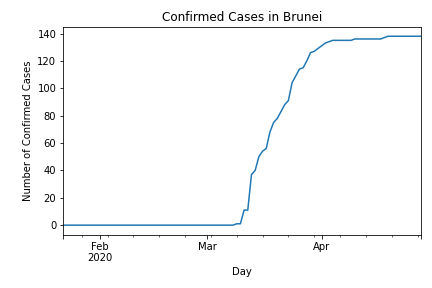 Confirmed Cases in Brunei
Number of Confirmed Cases
140
120
100
80
60
40
20
0
Feb
2020
Mar
Apr
Day